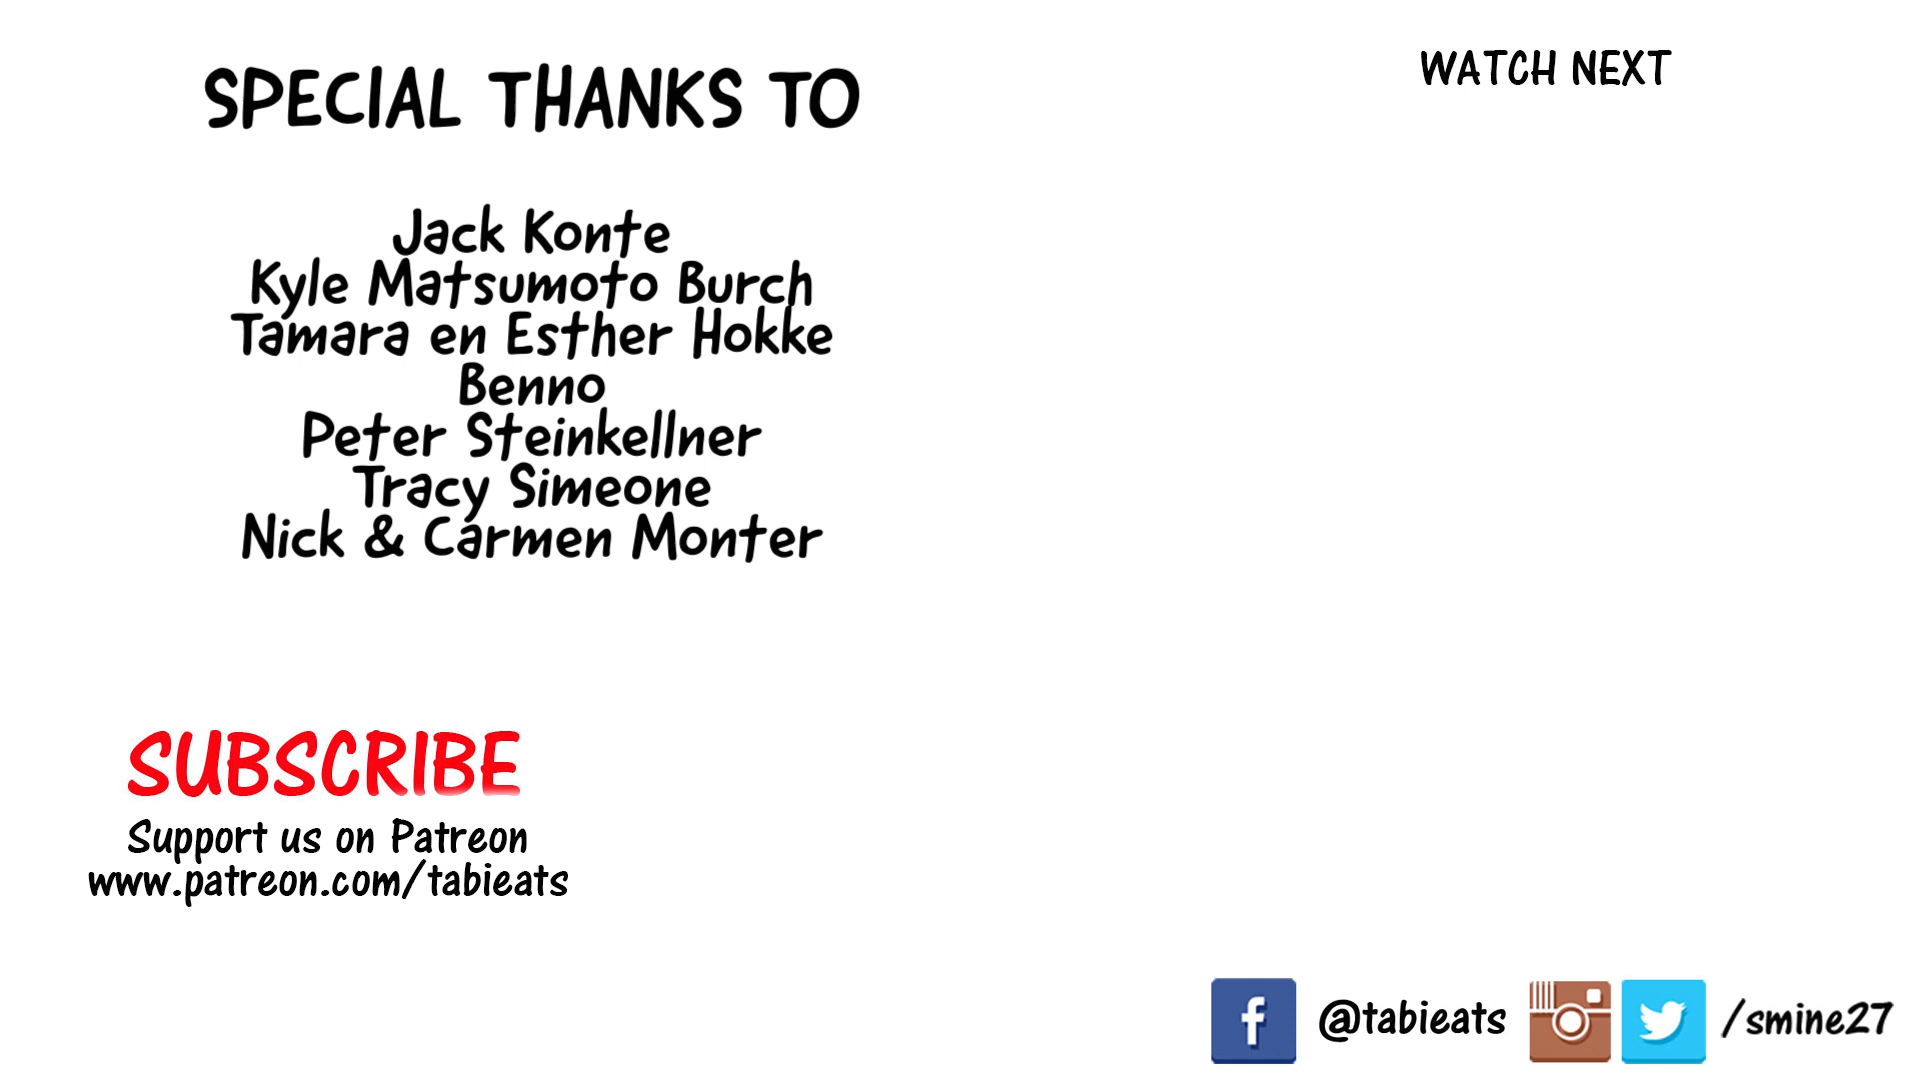 SPECIAL THANKS TO
Jack Konte
Kyle Matsumoto Burch
Tamara en Esther Hokke
Benno
Peter Steinkellner
Tracy Simeone
Nick & Carmen Monter
WATCH NEXT
SUBSCRIBE
Support us on Patreon
www.patreon.com/tabieats
f @tabieats /smine27